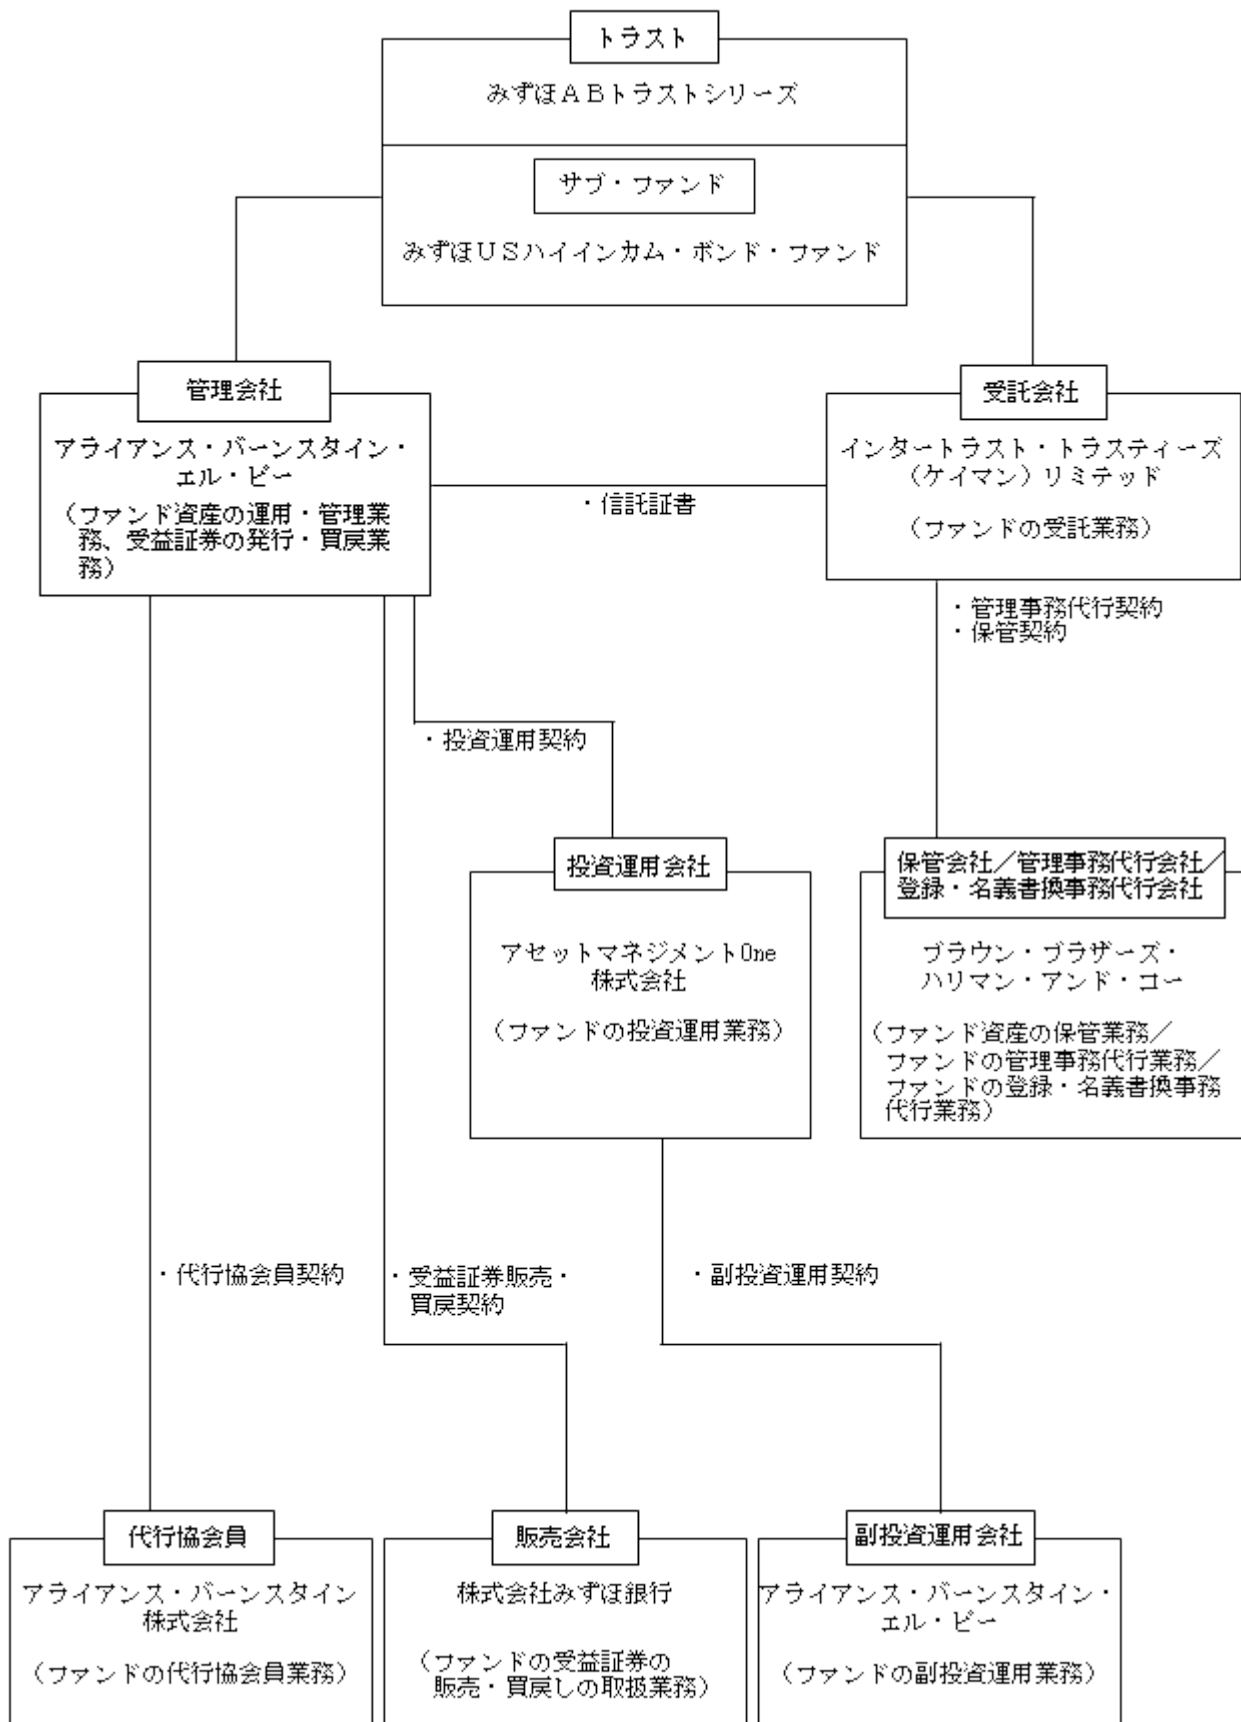 トラスト
みずほＡＢトラストシリーズ
サブ・ファンド
みずほＵＳハイインカム・ボンド・ファンド
管理会社
アライアンス・バーンスタイン・
エル・ピー
（ファンド資産の運用・管理業
務、受益証券の発行・買戻業
務）
受託会社
インタートラスト・トラスティーズ
（ケイマン）リミテッド
（ファンドの受託業務）
・信託証書
・管理事務代行契約
・保管契約
・投資運用契約
投資運用会社
アセットマネジメントOne
株式会社
（ファンドの投資運用業務）
保管会社／管理事務代行会社／
登録・名義書換事務代行会社
ブラウン・ブラザーズ・
ハリマン・アンド・コー
（ファンド資産の保管業務／
ファンドの管理事務代行業務／
ファンドの登録・名義書換事務
代行業務）
・代行協会員契約
・受益証券販売・
買戻契約
・副投資運用契約
代行協会員
アライアンス・バーンスタイン
株式会社
（ファンドの代行協会員業務）
販売会社
株式会社みずほ銀行
（ファンドの受益証券の
販売・買戻しの取扱業務）
副投資運用会社
アライアンス・バーンスタイン・
エル・ピー
（ファンドの副投資運用業務）